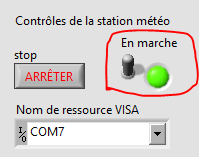 Contrôles de la station météo
En marche
stop
ARRÊTER
Nom de ressource VISA
I/O COM7